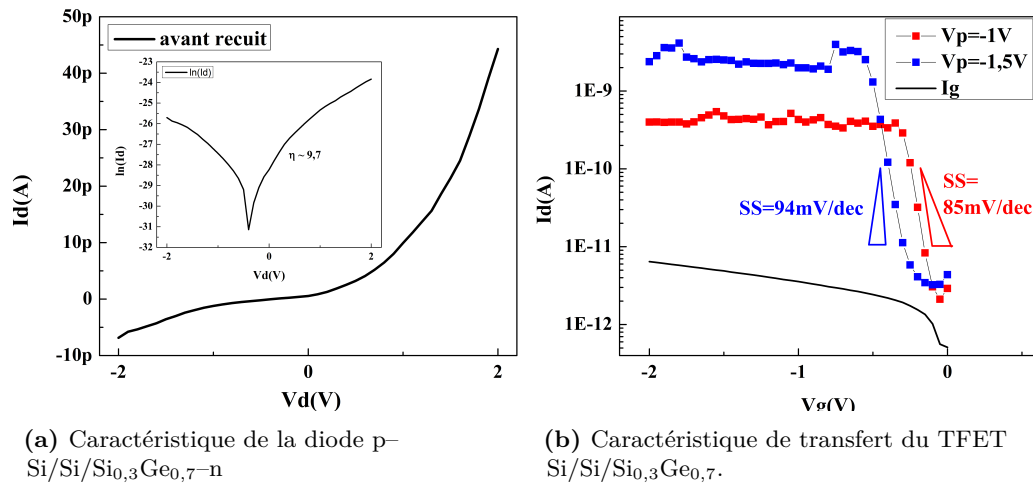 50p
40p
30p
20p
10p
0
-10p
Id(A)
-2
0
2
Vd(V)
avant recuit
ln(Id)
-23
-24
-25
-26
-27
-28
-29
-30
-31
-32
ln(Id)
η ~ 9,7
-2
0
2
Vd(V)
Vp=-1V
Vp=-1,5V
Ig
1E-9
1E-10
1E-11
1E-12
Id(A)
SS=94mV/dec
SS=
85mV/dec
-2
-1
0
Vg(V)
(a) Caractéristique de la diode p–
Si/Si/Si0,3Ge0,7–n
(b) Caractéristique de transfert du TFET
Si/Si/Si0,3Ge0,7.